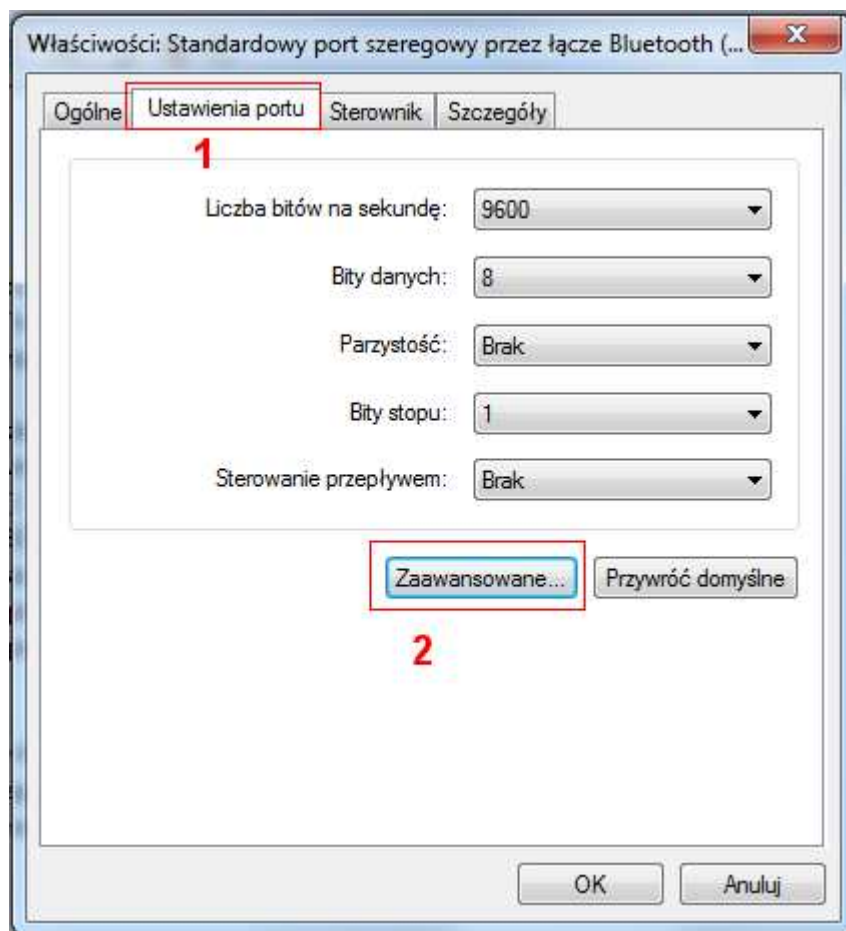 Właściwości: Standardowy port szeregowy przez łącze Bluetooth (...
Ogólne Ustawienia portu Sterownik Szczegóły
1
Liczba bitów na sekundę: 9600
Bity danych: 8
Parzystość: Brak
Bity stopu: 1
Sterowanie przepływem: Brak
Zaawansowane... Przywróć domyślne
2
OK Anuluj